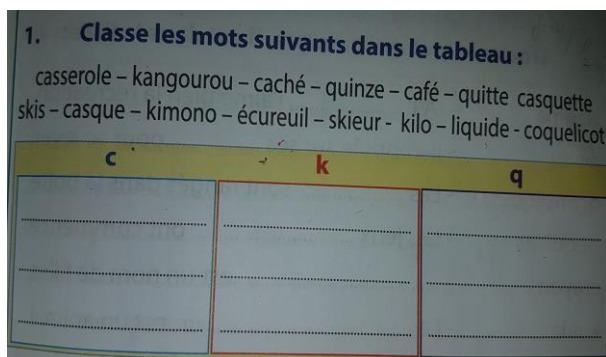 1. Classe les mots suivants dans le tableau :
casserole – kangourou – caché – quinze – café – quitte casquette
skis – casque – kimono – écureuil – skieur - kilo – liquide - coquelicot
c k q